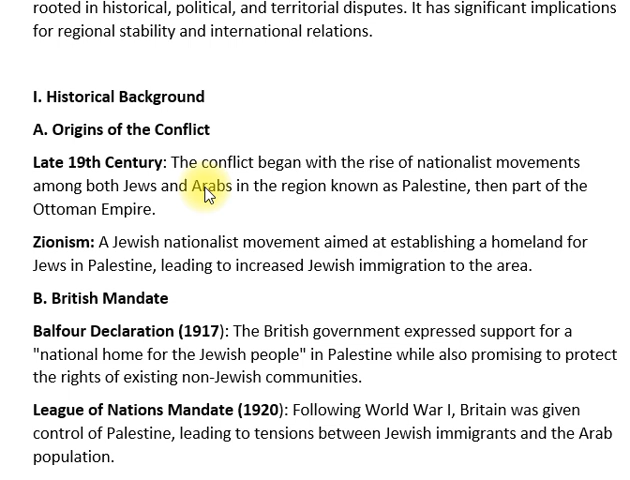 rooted in historical, political, and territorial disputes. It has significant implications
for regional stability and international relations.
I. Historical Background
A. Origins of the Conflict
Late 19th Century: The conflict began with the rise of nationalist movements
among both Jews and Arabs in the region known as Palestine, then part of the
Ottoman Empire.
Zionism: A Jewish nationalist movement aimed at establishing a homeland for
Jews in Palestine, leading to increased Jewish immigration to the area.
B. British Mandate
Balfour Declaration (1917): The British government expressed support for a
"national home for the Jewish people" in Palestine while also promising to protect
the rights of existing non-Jewish communities.
League of Nations Mandate (1920): Following World War I, Britain was given
control of Palestine, leading to tensions between Jewish immigrants and the Arab
population.